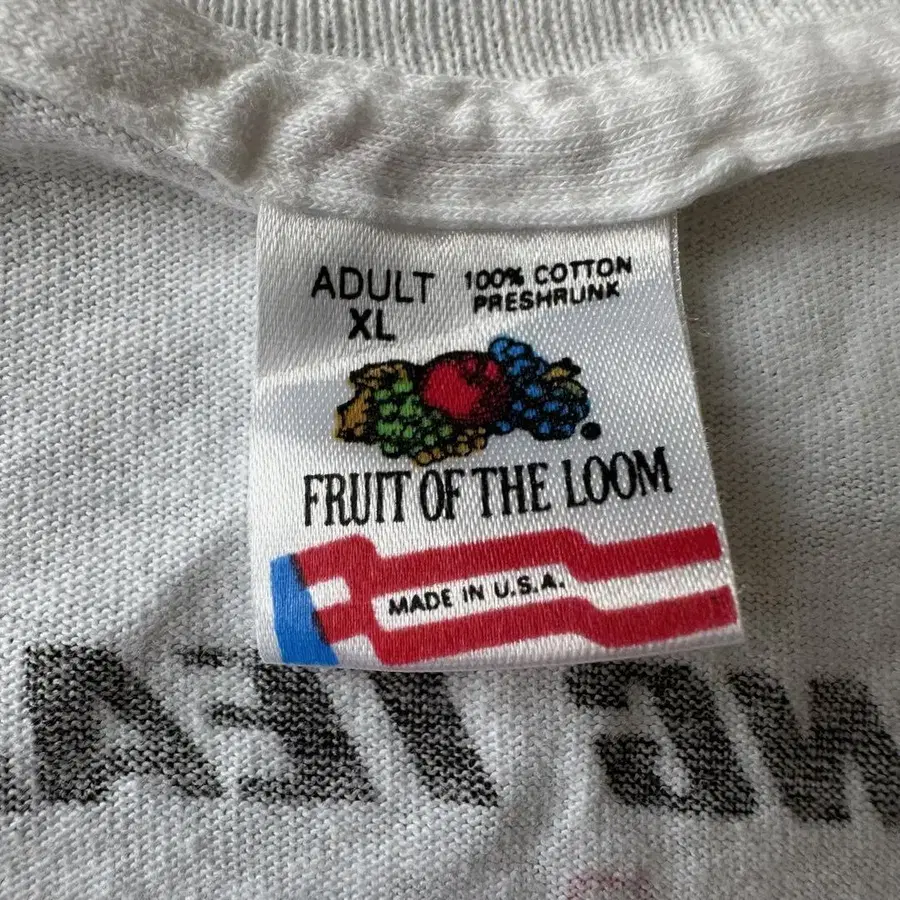 ADULT
XL
100% COTTON
PRESHRUNK
FRUIT OF THE LOOM
MADE IN U.S.A.